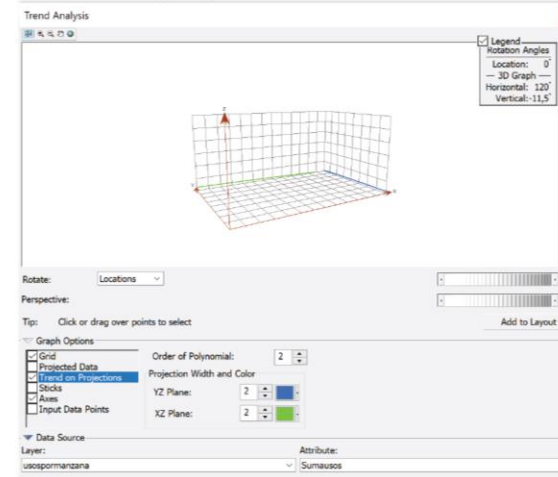 Trend Analysis
Legend
Rotation Angles
Location: 0°
— 3D Graph —
Horizontal: 120°
Vertical:-11,5°
Z
Y
X
Rotate: Locations
Perspective:
Tip: Click or drag over points to select
Add to Layout
Graph Options
Grid
Projected Data
Trend on Projections
Sticks
Axes
Input Data Points
Order of Polynomial: 2
Projection Width and Color
YZ Plane: 2
XZ Plane: 2
Data Source
Layer: Attribute:
usospormanzana Sumausos